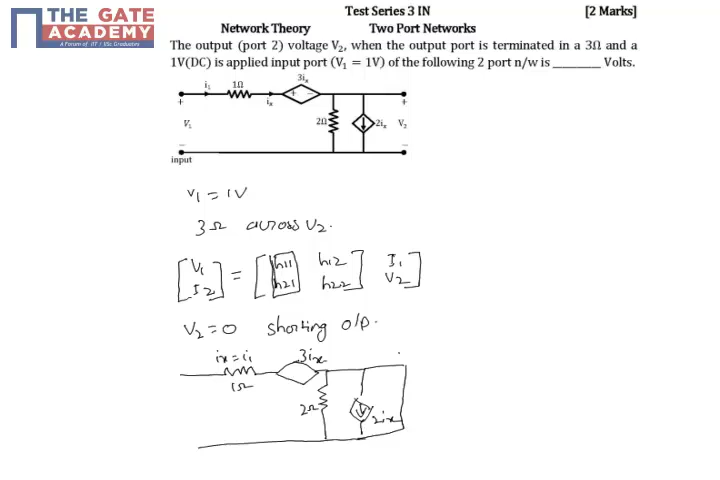 THE GATE
ACADEMY
A Forum of IIT / IISc Graduates
Test Series 3 IN [2 Marks]
Network Theory Two Port Networks
The output (port 2) voltage V₂, when the output port is terminated in a 3Ω and a
1V(DC) is applied input port (V₁ = 1V) of the following 2 port n/w is ________ Volts.
i₁ 1Ω 3iₓ
+ iₓ + − +
V₁ 2Ω 2iₓ V₂
− −
input
V₁ = 1V
3Ω across V₂.
[V₁ I₂] = [h11 h12 h21 h22] I₁ V₂]
V₂ = 0 shorting o/p.
iₓ = i₁ 3iₓ
1Ω
2Ω 2iₓ